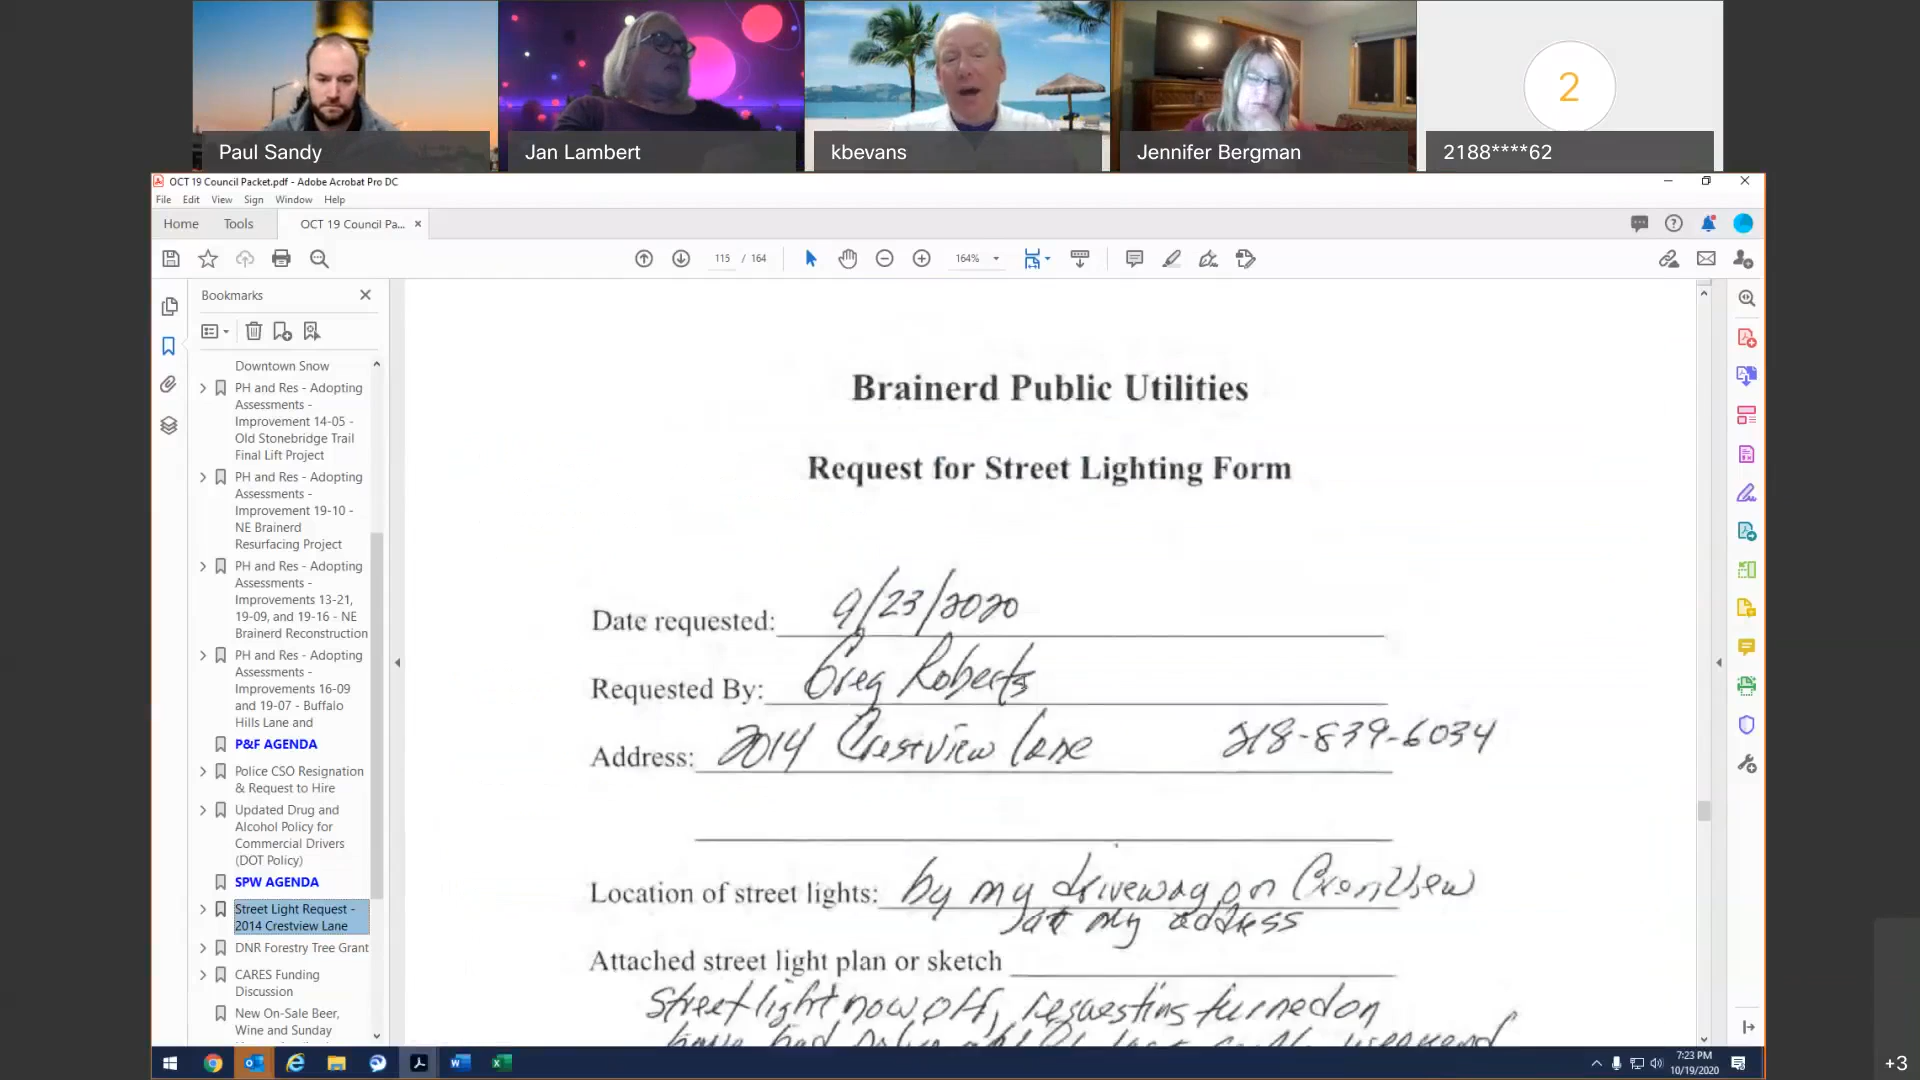 Paul Sandy
Jan Lambert
kbevans
Jennifer Bergman
2
2188****62
OCT 19 Council Packet.pdf - Adobe Acrobat Pro DC
File Edit View Sign Window Help
Home Tools OCT 19 Council Pa... ×
115 / 164 164%
Bookmarks
Downtown Snow
PH and Res - Adopting
Assessments -
Improvement 14-05 -
Old Stonebridge Trail
Final Lift Project
PH and Res - Adopting
Assessments -
Improvement 19-10 -
NE Brainerd
Resurfacing Project
PH and Res - Adopting
Assessments -
Improvements 13-21,
19-09, and 19-16 - NE
Brainerd Reconstruction
PH and Res - Adopting
Assessments -
Improvements 16-09
and 19-07 - Buffalo
Hills Lane and
P&F AGENDA
Police CSO Resignation
& Request to Hire
Updated Drug and
Alcohol Policy for
Commercial Drivers
(DOT Policy)
SPW AGENDA
Street Light Request -
2014 Crestview Lane
DNR Forestry Tree Grant
CARES Funding
Discussion
New On-Sale Beer,
Wine and Sunday
Brainerd Public Utilities
Request for Street Lighting Form
Date requested: 9/23/2020
Requested By: Greg Roberts
Address: 2014 Crestview Lane 218-839-6034
Location of street lights: by my driveway on
at my address
Attached street light plan or sketch
Street light now off, requesting turned on
have had
7:23 PM
10/19/2020
+3